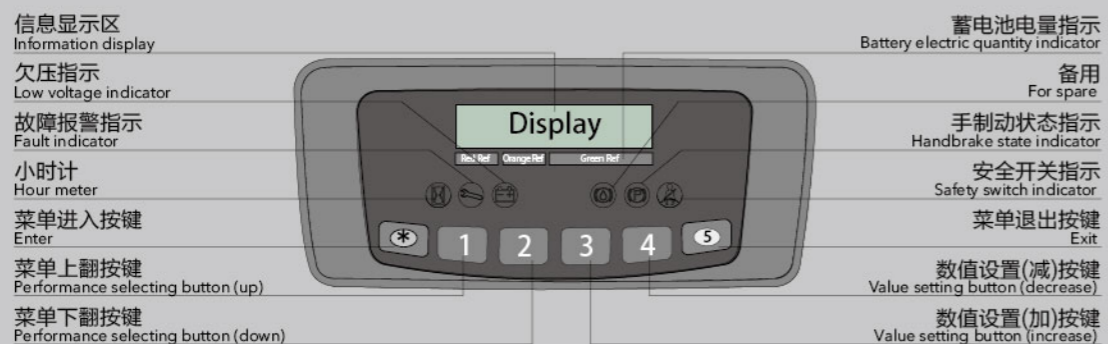 信息显示区
Information display
欠压指示
Low voltage indicator
故障报警指示
Fault indicator
小时计
Hour meter
菜单进入按键
Enter
菜单上翻按键
Performance selecting button (up)
菜单下翻按键
Performance selecting button (down)
Display
Red Ref Orange Ref Green Ref
* 1 2 3 4 5
蓄电池电量指示
Battery electric quantity indicator
备用
For spare
手制动状态指示
Handbrake state indicator
安全开关指示
Safety switch indicator
菜单退出按键
Exit
数值设置(减)按键
Value setting button (decrease)
数值设置(加)按键
Value setting button (increase)